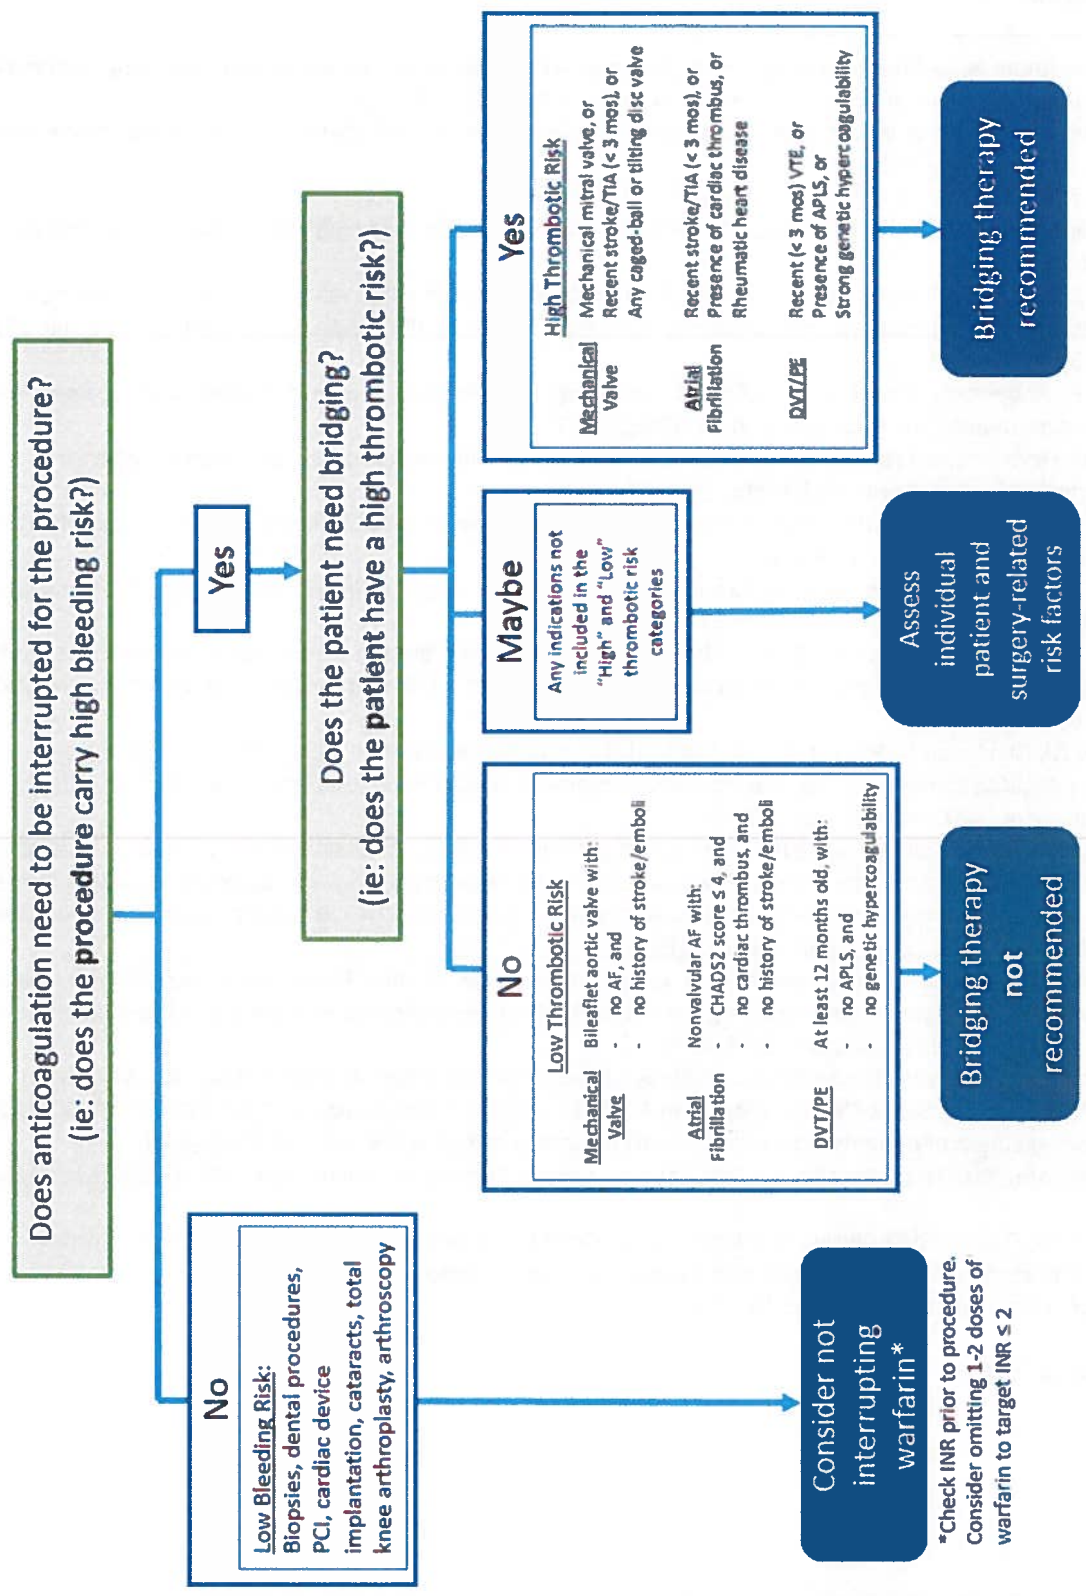 Does anticoagulation need to be interrupted for the procedure?
(ie: does the procedure carry high bleeding risk?)
No
Low Bleeding Risk:
Biopsies, dental procedures,
PCI, cardiac device
implantation, cataracts, total
knee arthroplasty, arthroscopy
Consider not
interrupting
warfarin*
*Check INR prior to procedure.
Consider omitting 1-2 doses of
warfarin to target INR ≤ 2
Yes
Does the patient need bridging?
(ie: does the patient have a high thrombotic risk?)
No
Low Thrombotic Risk
Mechanical Bileaflet aortic valve with:
Valve - no AF, and
- no history of stroke/emboli
Atrial Nonvalvular AF with:
Fibrillation - CHADS2 score ≤ 4, and
- no cardiac thrombus, and
- no history of stroke/emboli
DVT/PE At least 12 months old, with:
- no APLS, and
- no genetic hypercoagulability
Bridging therapy
not
recommended
Maybe
Any indications not
included in the
"High" and "Low"
thrombotic risk
categories
Assess
individual
patient and
surgery-related
risk factors
Yes
High Thrombotic Risk
Mechanical Mechanical mitral valve, or
Valve Recent stroke/TIA (< 3 mos), or
Any caged-ball or tilting disc valve
Atrial Recent stroke/TIA (< 3 mos), or
Fibrillation Presence of cardiac thrombus, or
Rheumatic heart disease
DVT/PE Recent (< 3 mos) VTE, or
Presence of APLS, or
Strong genetic hypercoagulability
Bridging therapy
recommended